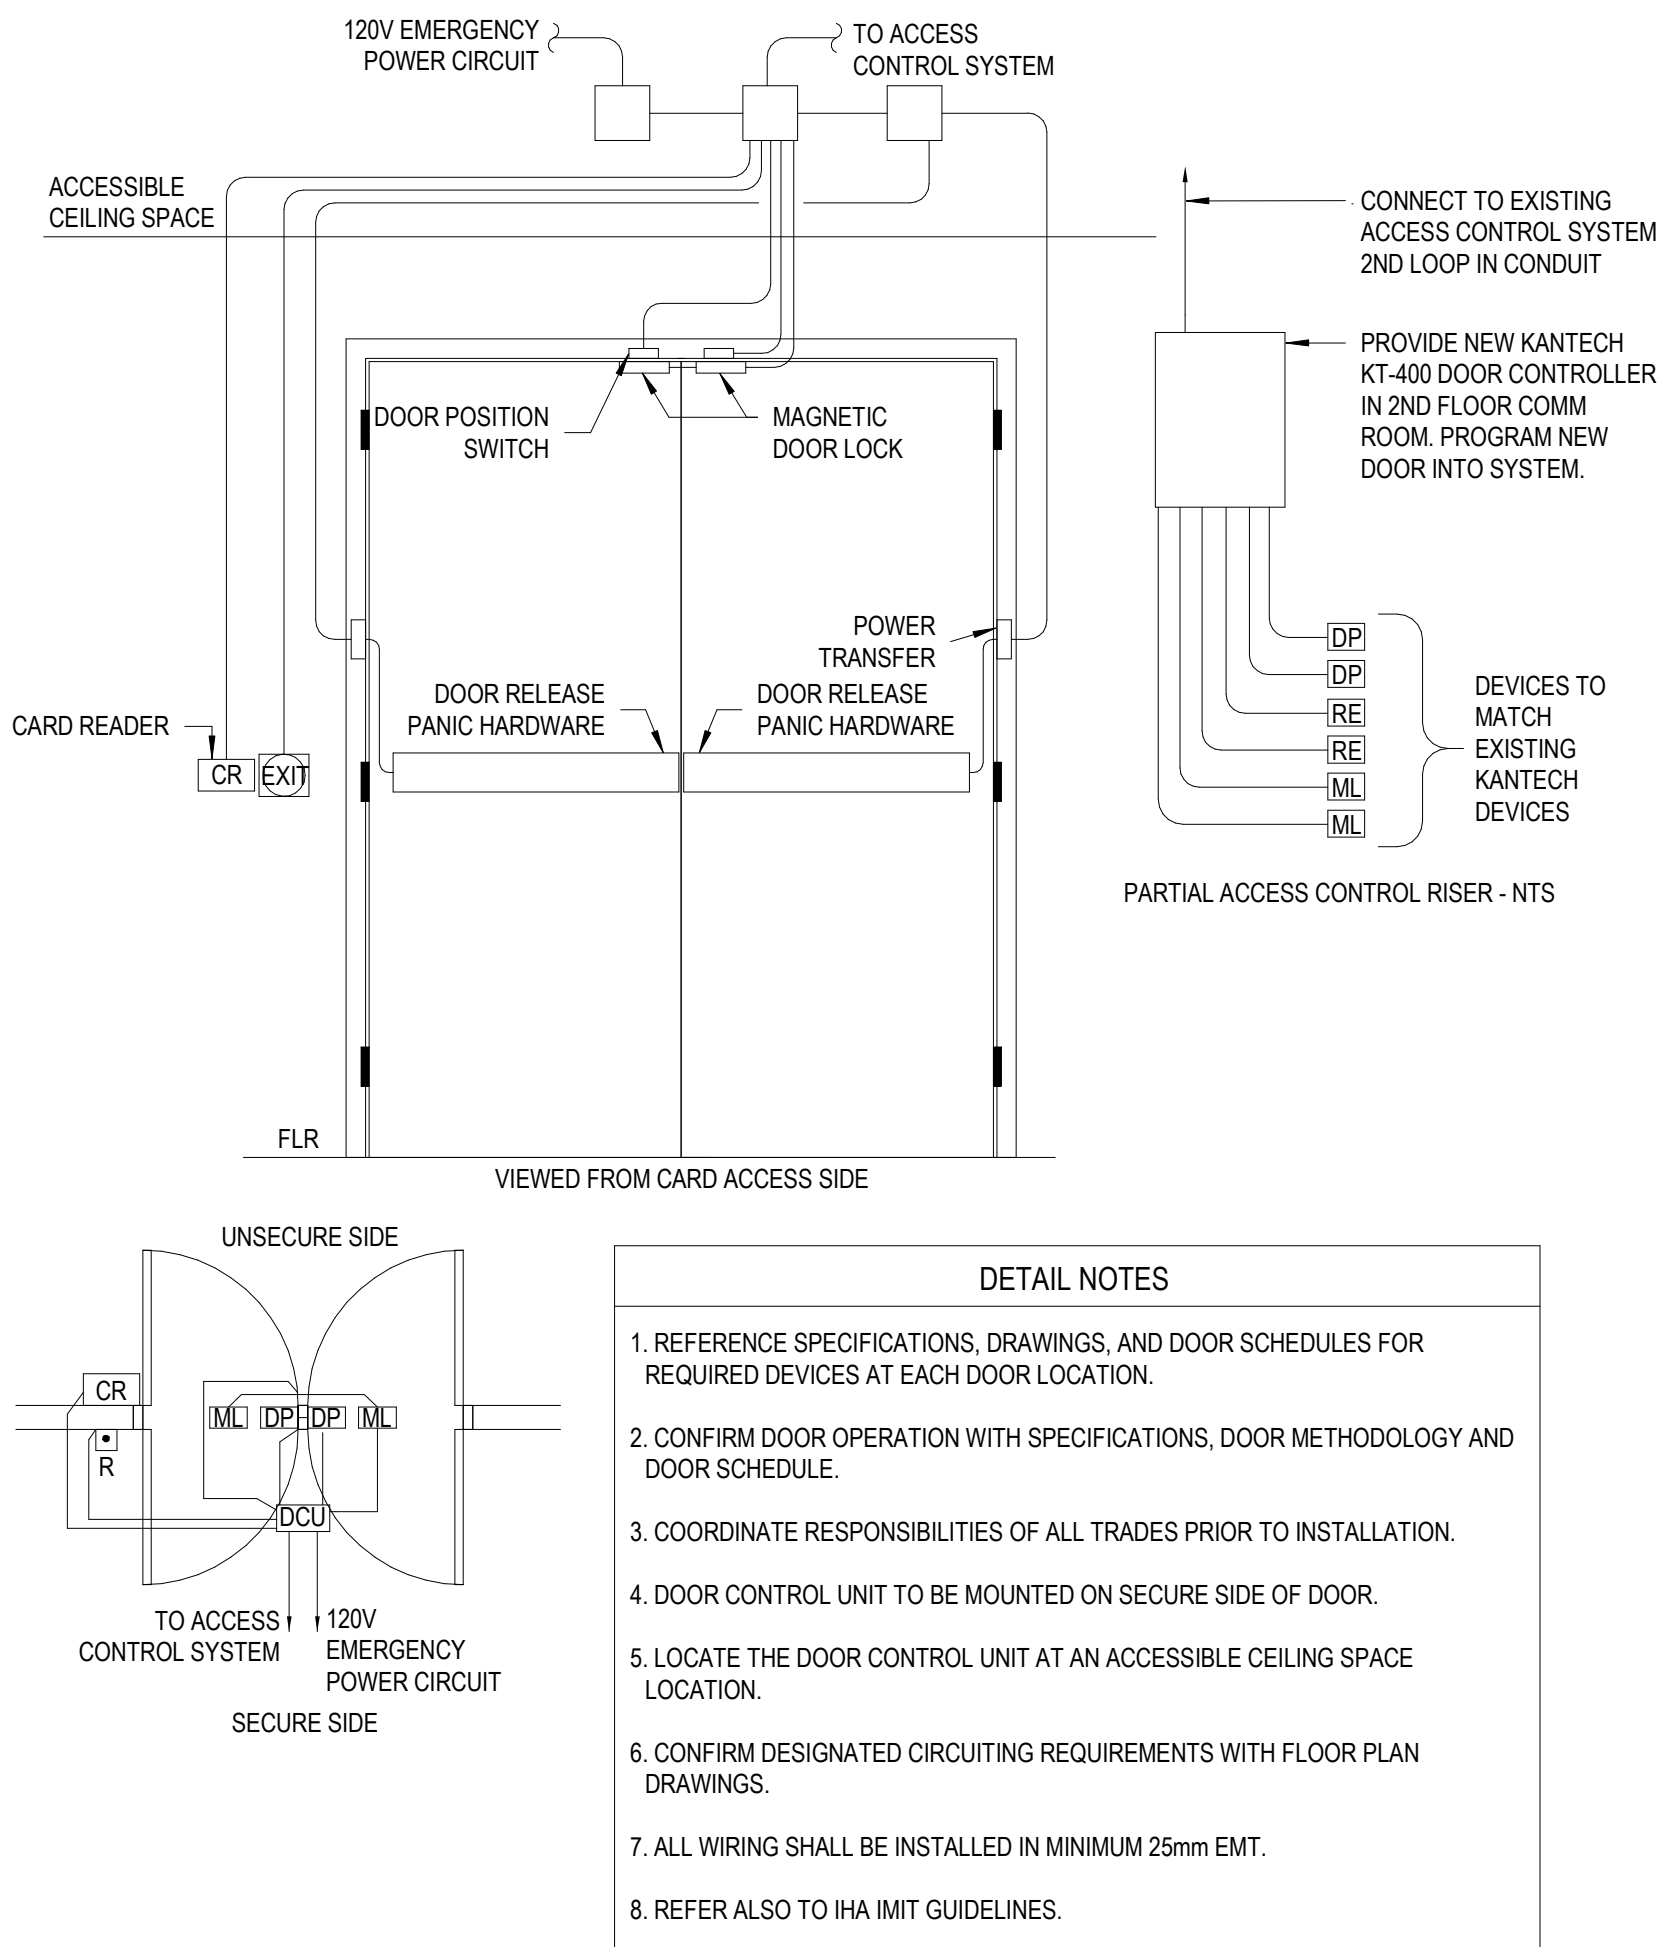 120V EMERGENCY
POWER CIRCUIT
TO ACCESS
CONTROL SYSTEM
ACCESSIBLE
CEILING SPACE
CONNECT TO EXISTING
ACCESS CONTROL SYSTEM
2ND LOOP IN CONDUIT
PROVIDE NEW KANTECH
KT-400 DOOR CONTROLLER
IN 2ND FLOOR COMM
ROOM. PROGRAM NEW
DOOR INTO SYSTEM.
DOOR POSITION
SWITCH
MAGNETIC
DOOR LOCK
POWER
TRANSFER
DOOR RELEASE
PANIC HARDWARE
DOOR RELEASE
PANIC HARDWARE
CARD READER
CR
EXIT
DP
DP
RE
RE
ML
ML
DEVICES TO
MATCH
EXISTING
KANTECH
DEVICES
PARTIAL ACCESS CONTROL RISER - NTS
FLR
VIEWED FROM CARD ACCESS SIDE
UNSECURE SIDE
CR
ML DP DP ML
R
DCU
TO ACCESS
CONTROL SYSTEM
120V
EMERGENCY
POWER CIRCUIT
SECURE SIDE
DETAIL NOTES
1. REFERENCE SPECIFICATIONS, DRAWINGS, AND DOOR SCHEDULES FOR
REQUIRED DEVICES AT EACH DOOR LOCATION.
2. CONFIRM DOOR OPERATION WITH SPECIFICATIONS, DOOR METHODOLOGY AND
DOOR SCHEDULE.
3. COORDINATE RESPONSIBILITIES OF ALL TRADES PRIOR TO INSTALLATION.
4. DOOR CONTROL UNIT TO BE MOUNTED ON SECURE SIDE OF DOOR.
5. LOCATE THE DOOR CONTROL UNIT AT AN ACCESSIBLE CEILING SPACE
LOCATION.
6. CONFIRM DESIGNATED CIRCUITING REQUIREMENTS WITH FLOOR PLAN
DRAWINGS.
7. ALL WIRING SHALL BE INSTALLED IN MINIMUM 25mm EMT.
8. REFER ALSO TO IHA IMIT GUIDELINES.